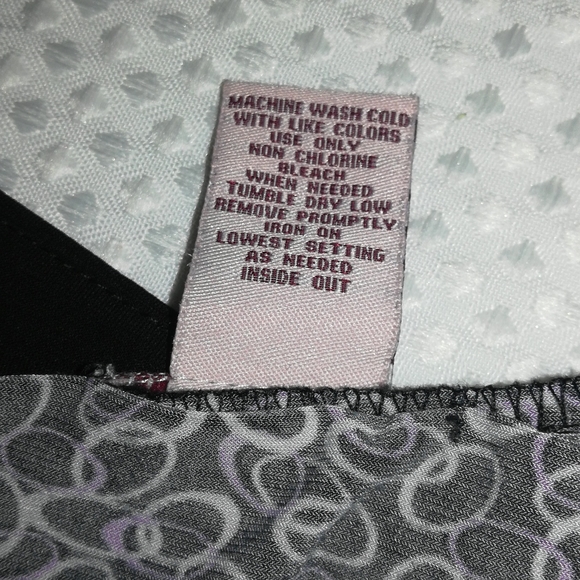 MACHINE WASH COLD
WITH LIKE COLORS
USE ONLY
NON CHLORINE
BLEACH
WHEN NEEDED
TUMBLE DRY LOW
REMOVE PROMPTLY
IRON ON
LOWEST SETTING
AS NEEDED
INSIDE OUT